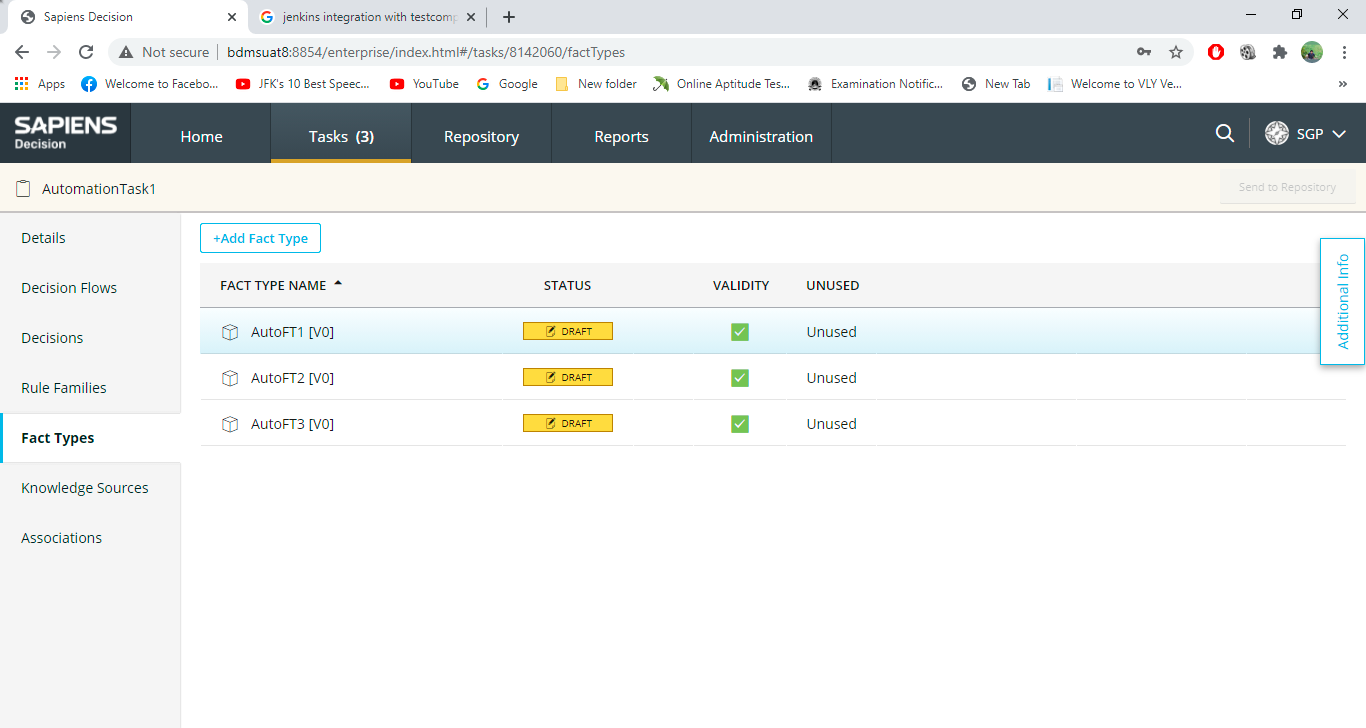 Sapiens Decision
jenkins integration with testcomp
Not secure bdmsuat8:8854/enterprise/index.html#/tasks/8142060/factTypes
Apps Welcome to Facebo... JFK's 10 Best Speec... YouTube Google New folder Online Aptitude Tes... Examination Notific... New Tab Welcome to VLY Ve... »
SAPIENS
Decision
Home Tasks (3) Repository Reports Administration SGP
AutomationTask1 Send to Repository
Details
Decision Flows
Decisions
Rule Families
Fact Types
Knowledge Sources
Associations
+Add Fact Type
FACT TYPE NAME STATUS VALIDITY UNUSED
AutoFT1 [V0] DRAFT Unused
AutoFT2 [V0] DRAFT Unused
AutoFT3 [V0] DRAFT Unused
Additional Info